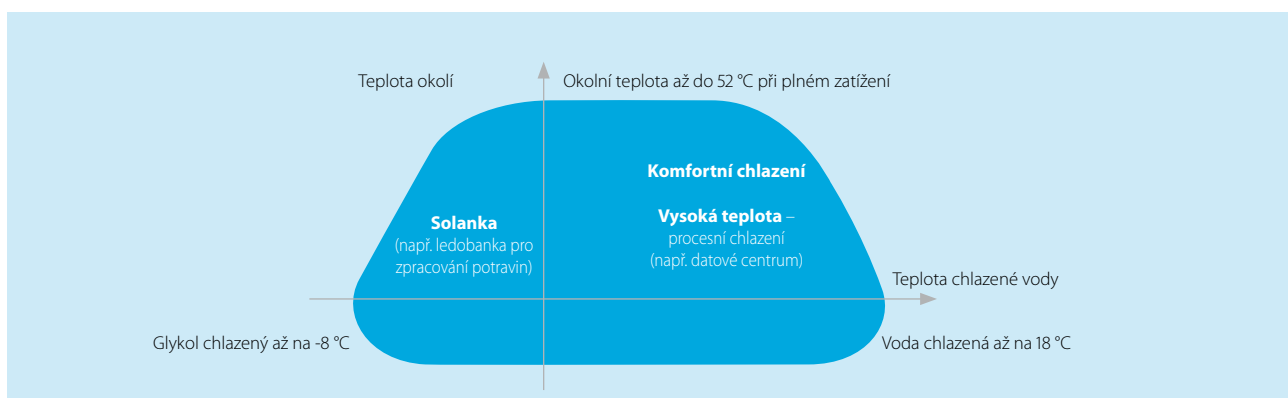 Teplota okolí
Okolní teplota až do 52 °C při plném zatížení
Komfortní chlazení
Solanka
(např. ledobanka pro
zpracování potravin)
Vysoká teplota –
procesní chlazení
(např. datové centrum)
Teplota chlazené vody
Glykol chlazený až na -8 °C
Voda chlazená až na 18 °C